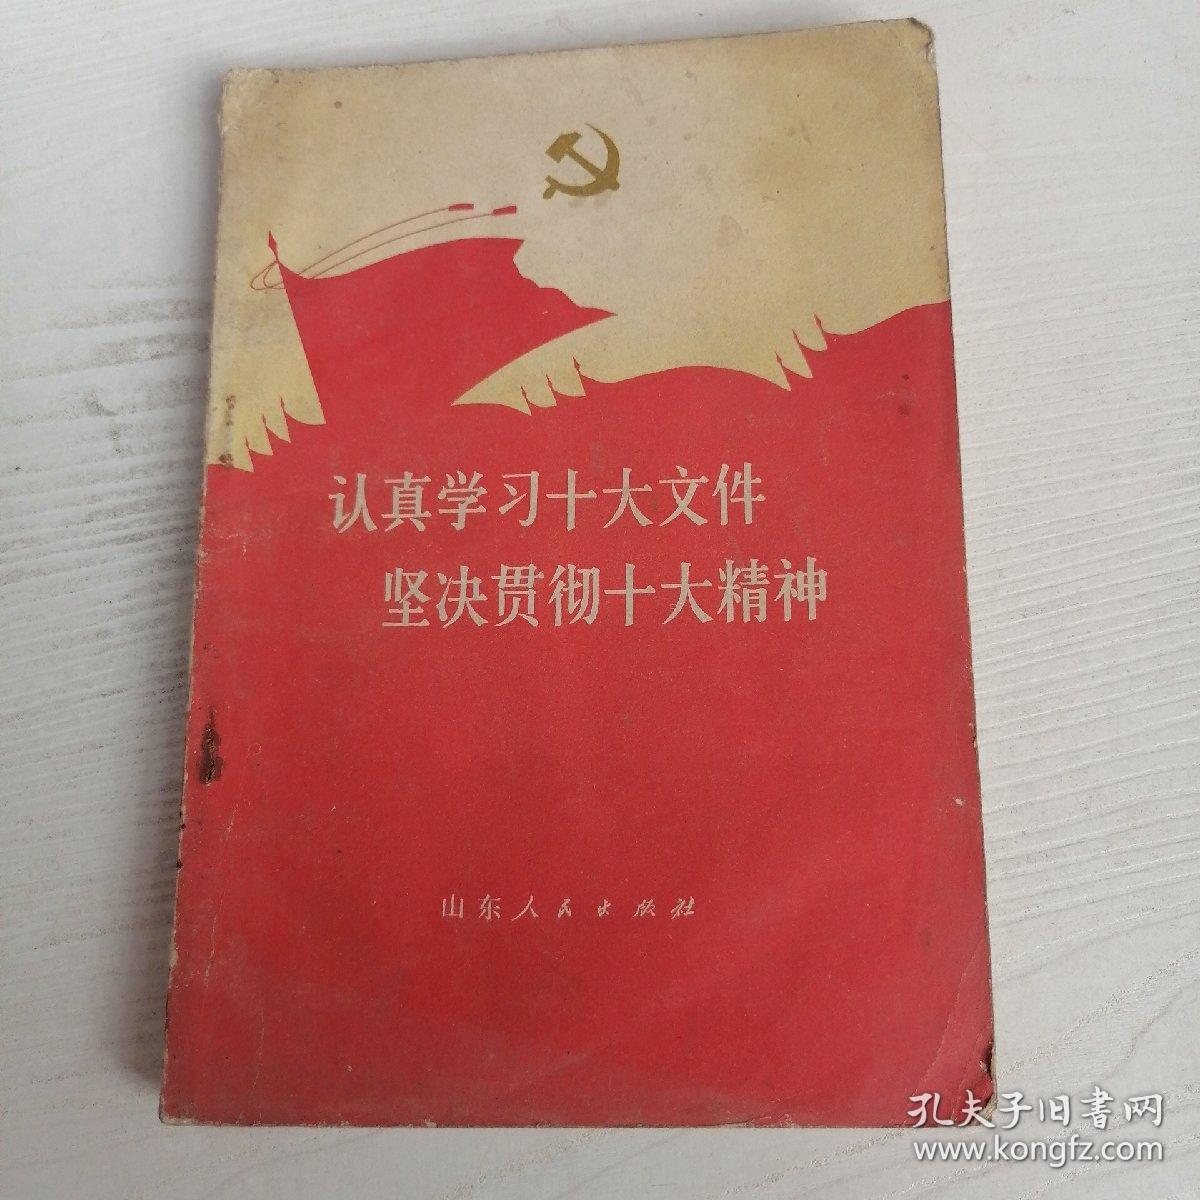 认真学习十大文件
坚决贯彻十大精神
山东人民出版社
孔夫子旧書网
www.kongfz.com